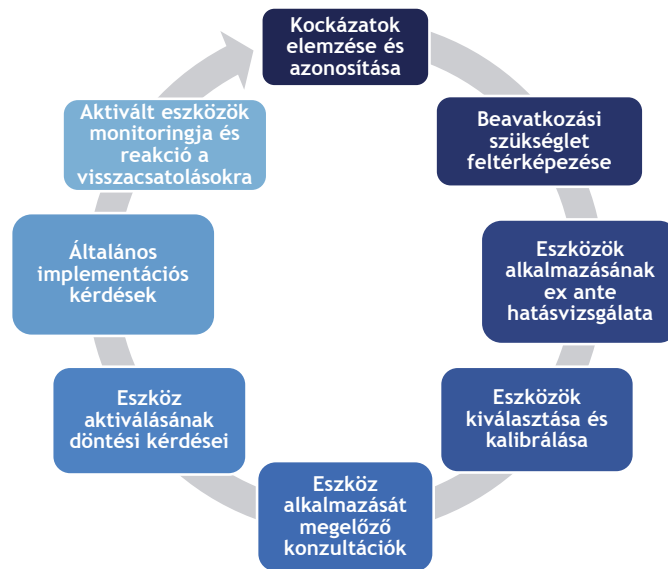 Kockázatok
elemzése és
azonosítása
Beavatkozási
szükséglet
feltérképezése
Eszközök
alkalmazásának
ex ante
hatásvizsgálata
Eszközök
kiválasztása és
kalibrálása
Eszköz
alkalmazását
megelőző
konzultációk
Eszköz
aktiválásának
döntési kérdései
Általános
implementációs
kérdések
Aktivált eszközök
monitoringja és
reakció a
visszacsatolásokra